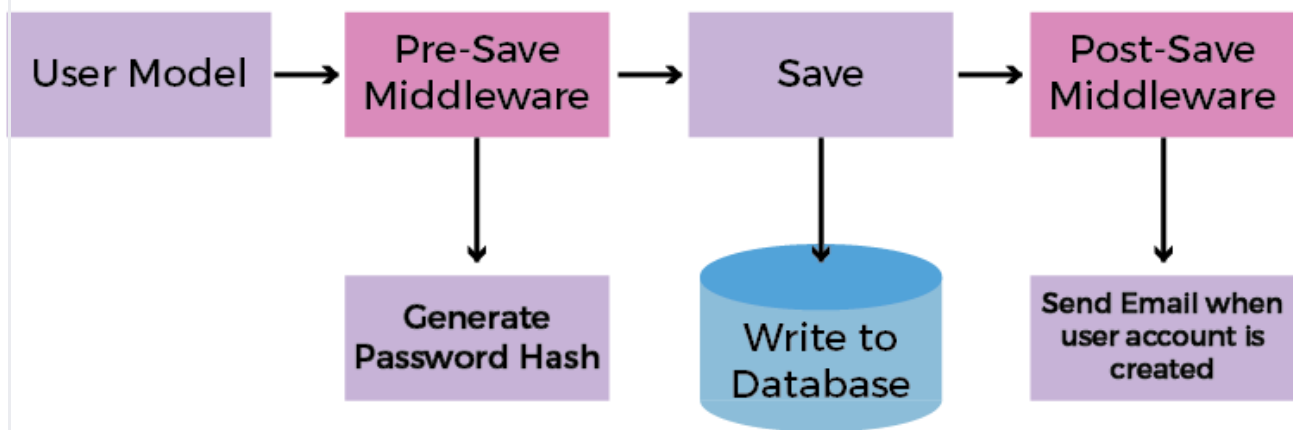 User Model
Pre-Save
Middleware
Save
Post-Save
Middleware
Generate
Password Hash
Write to
Database
Send Email when
user account is
created